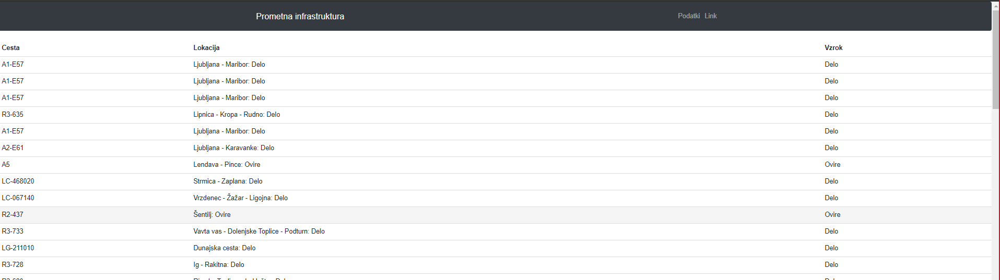 Prometna infrastruktura Podatki Link
Cesta Lokacija Vzrok
A1-E57 Ljubljana - Maribor: Delo Delo
A1-E57 Ljubljana - Maribor: Delo Delo
A1-E57 Ljubljana - Maribor: Delo Delo
R3-635 Lipnica - Kropa - Rudno: Delo Delo
A1-E57 Ljubljana - Maribor: Delo Delo
A2-E61 Ljubljana - Karavanke: Delo Delo
A5 Lendava - Pince: Ovire Ovire
LC-468020 Strmica - Zaplana: Delo Delo
LC-067140 Vrzdenec - Žažar - Ligojna: Delo Delo
R2-437 Šentilj: Ovire Ovire
R3-733 Vavta vas - Dolenjske Toplice - Podturn: Delo Delo
LG-211010 Dunajska cesta: Delo Delo
R3-728 Ig - Rakitna: Delo Delo